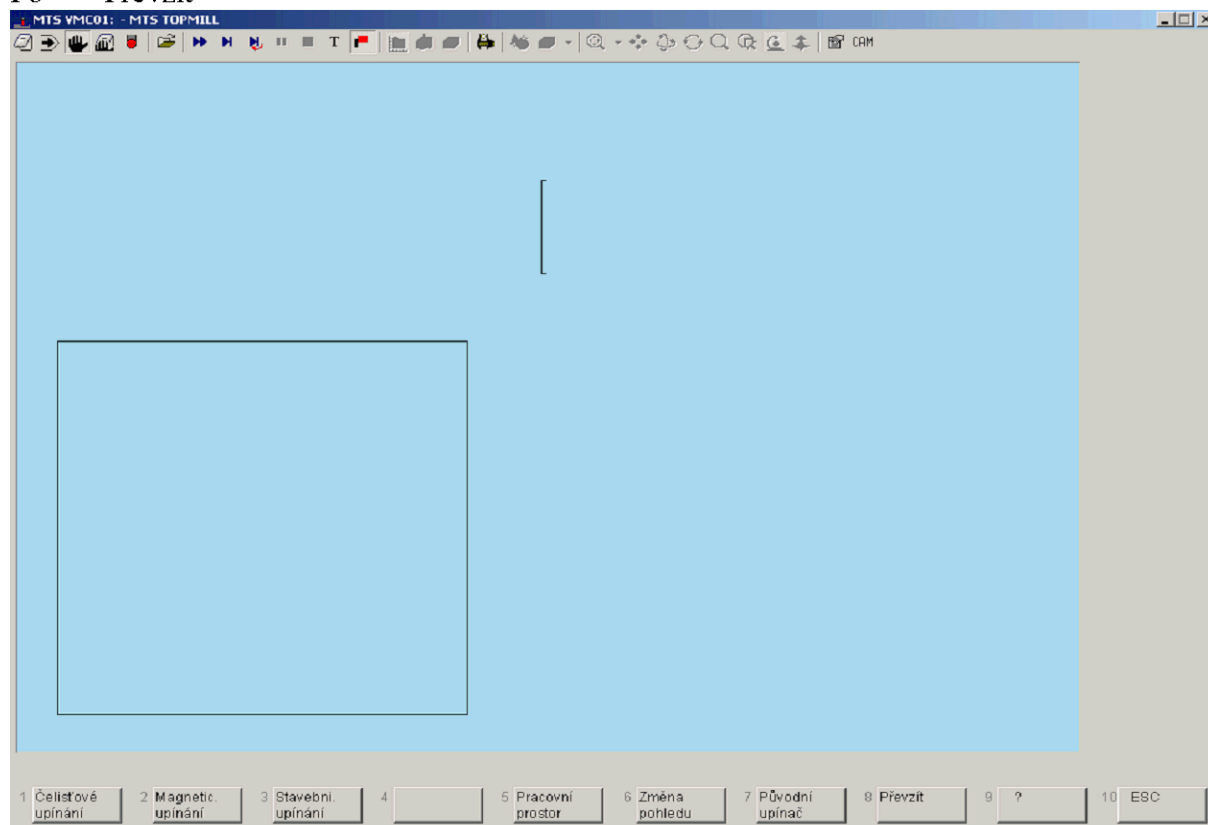 MTS VMC01: - MTS TOPMILL
T CAM
1 Čelisťové upínání
2 Magnetic. upínání
3 Stavebni. upínání
4
5 Pracovní prostor
6 Změna pohledu
7 Původní upínač
8 Převzít
9 ?
10 ESC